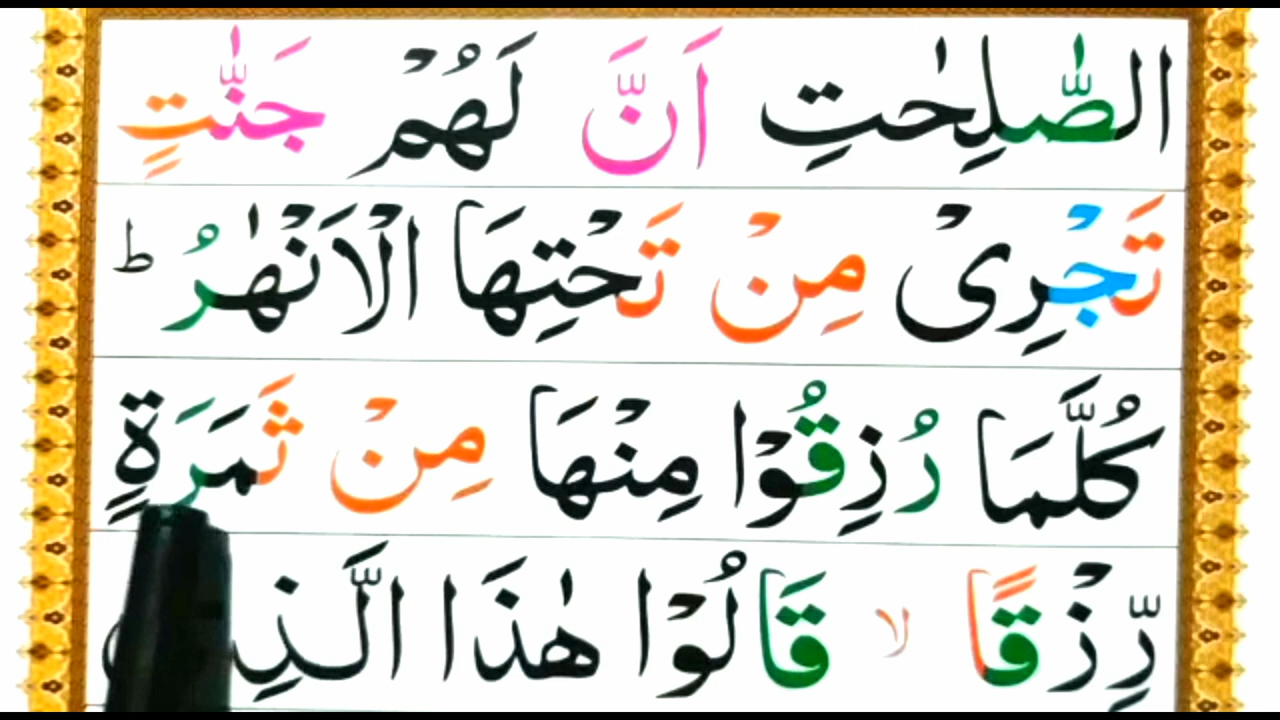 الصّٰلِحٰتِ اَنَّ لَهُمْ جَنّٰتٍ
تَجْرِیْ مِنْ تَحْتِهَا الْاَنْهٰرُ ؕ
كُلَّمَا رُزِقُوْا مِنْهَا مِنْ ثَمَرَةٍ
رِّزْقًا ۙ قَالُوْا هٰذَا الَّذِ